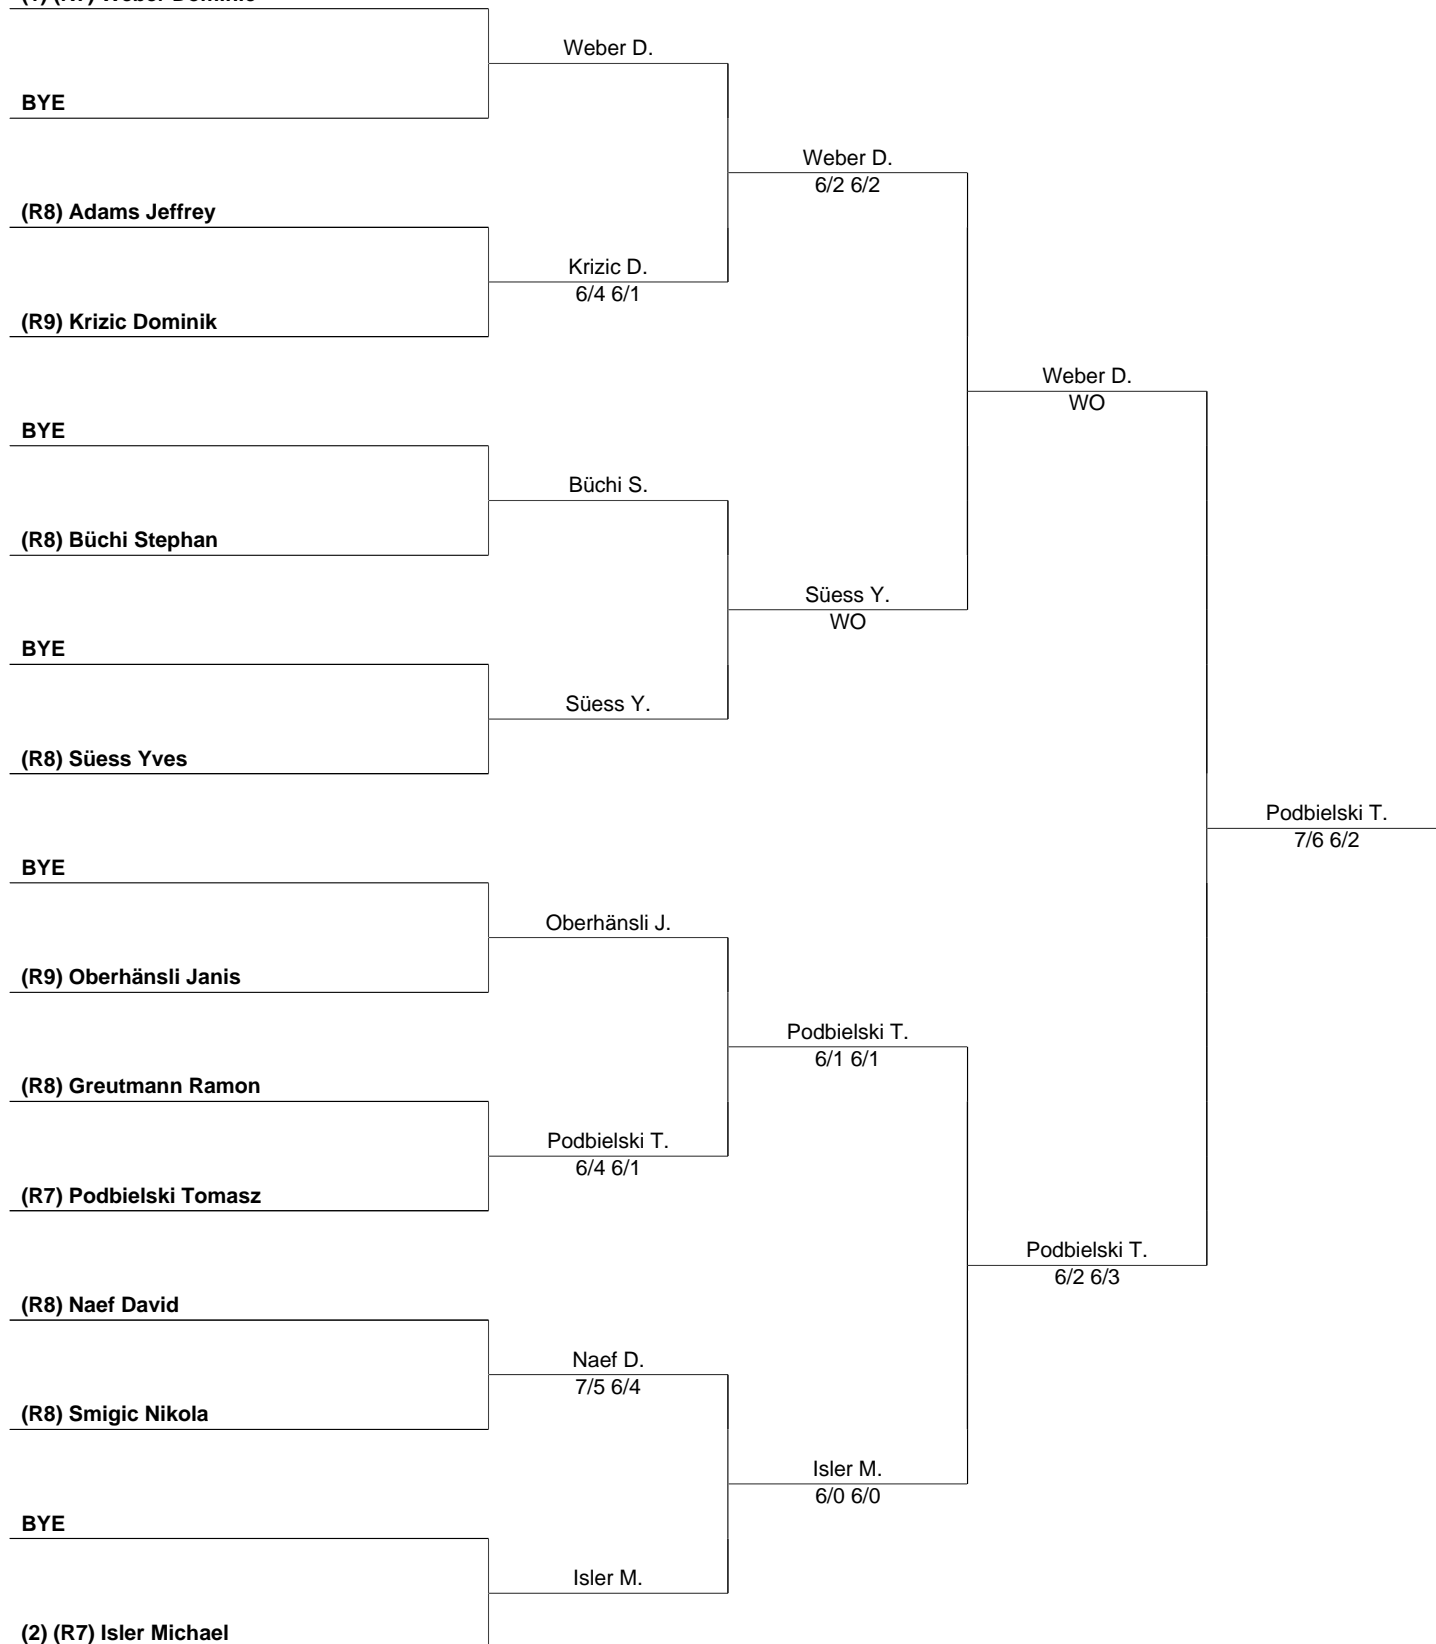 Weber D.
BYE
Weber D.
6/2 6/2
(R8) Adams Jeffrey
Krizic D.
6/4 6/1
(R9) Krizic Dominik
Weber D.
WO
BYE
Büchi S.
(R8) Büchi Stephan
Süess Y.
WO
BYE
Süess Y.
(R8) Süess Yves
Podbielski T.
7/6 6/2
BYE
Oberhänsli J.
(R9) Oberhänsli Janis
Podbielski T.
6/1 6/1
(R8) Greutmann Ramon
Podbielski T.
6/4 6/1
(R7) Podbielski Tomasz
Podbielski T.
6/2 6/3
(R8) Naef David
Naef D.
7/5 6/4
(R8) Smigic Nikola
Isler M.
6/0 6/0
BYE
Isler M.
(2) (R7) Isler Michael